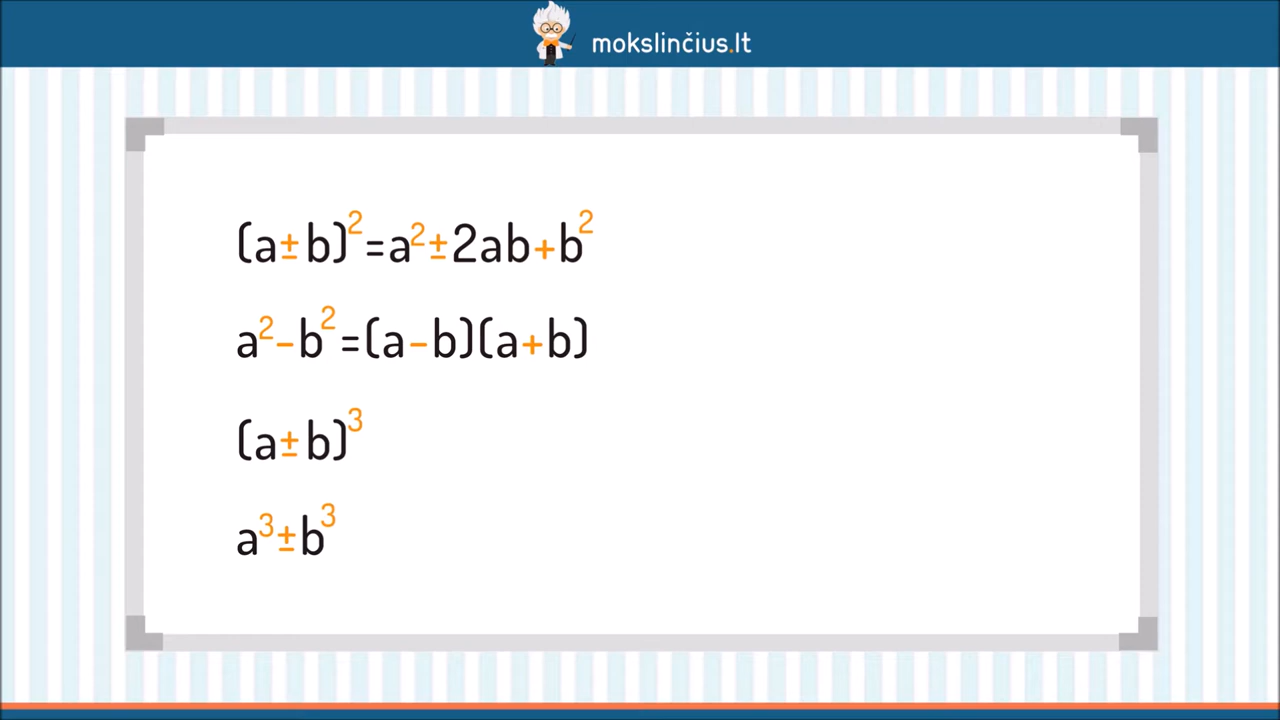 mokslinčius.lt
(a±b)²=a²±2ab+b²
a²-b²=(a-b)(a+b)
(a±b)³
a³±b³